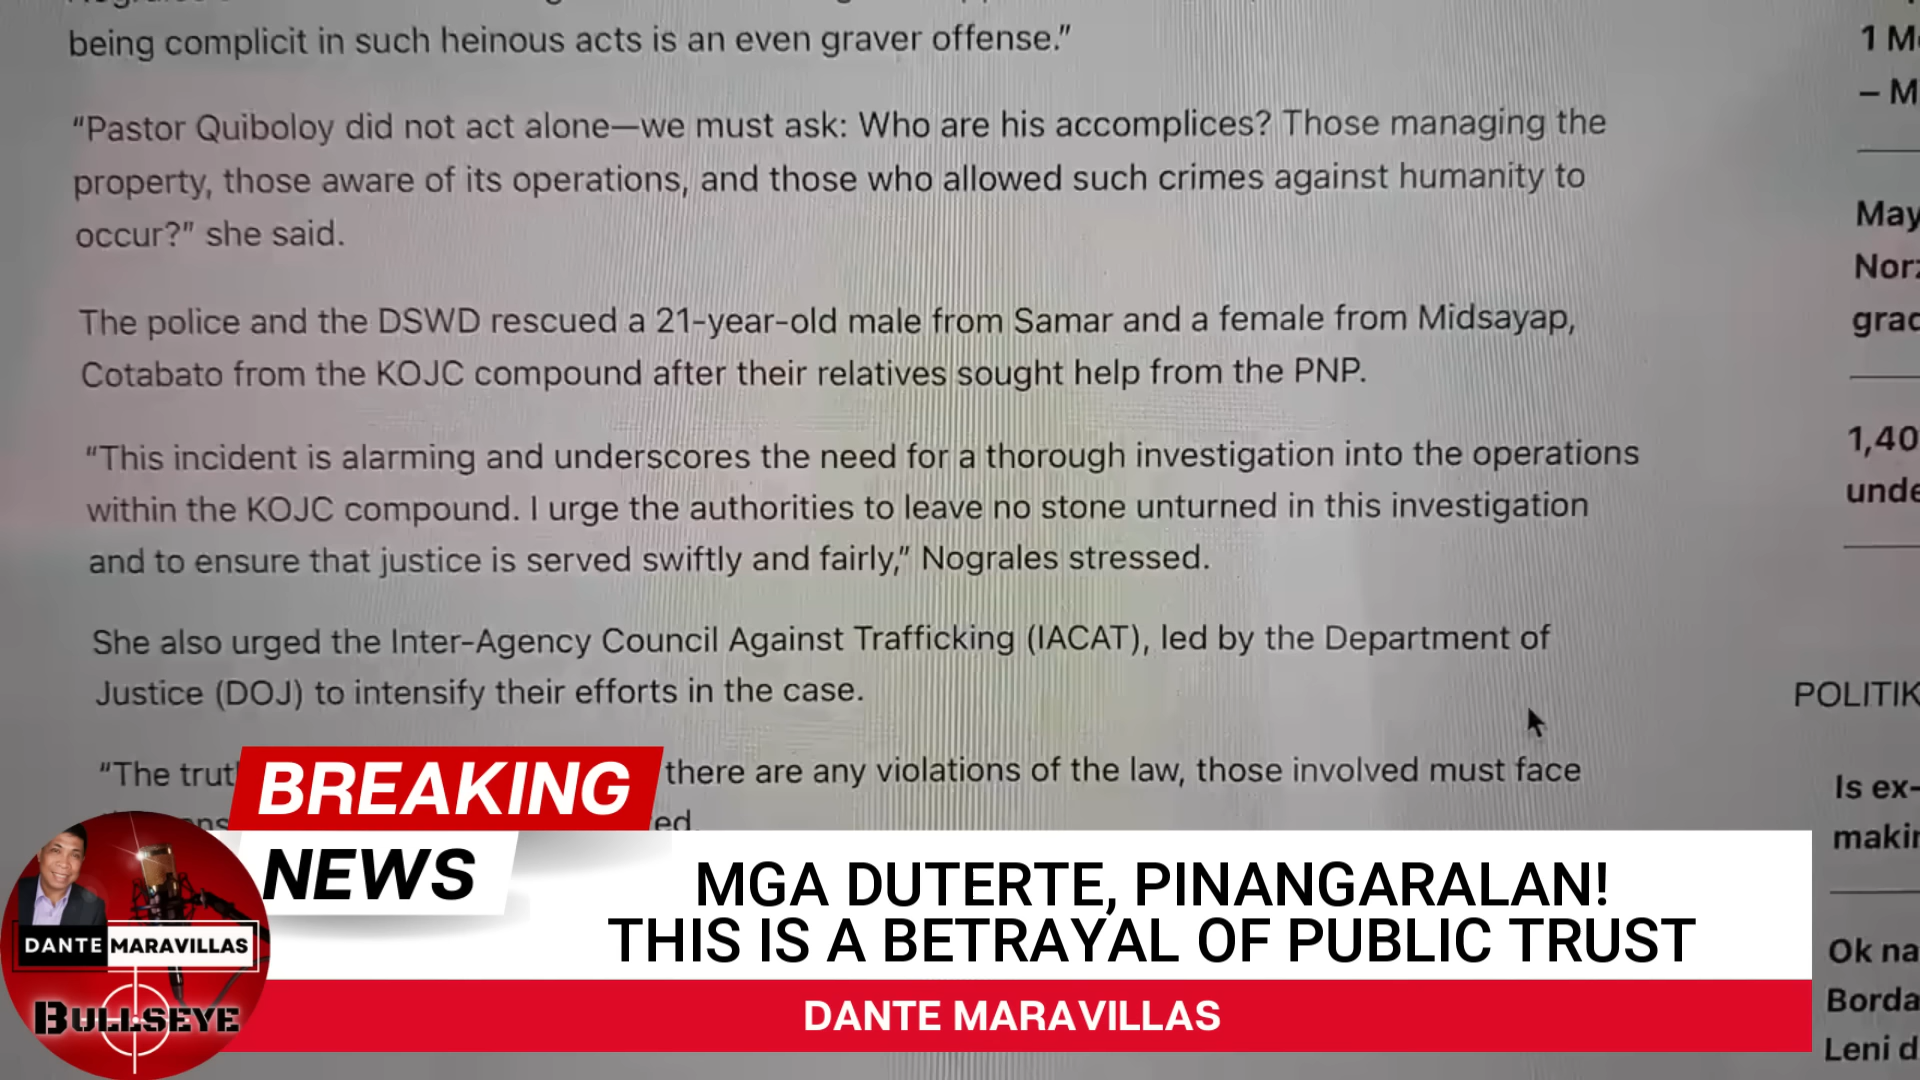 being complicit in such heinous acts is an even graver offense.”
“Pastor Quiboloy did not act alone—we must ask: Who are his accomplices? Those managing the
property, those aware of its operations, and those who allowed such crimes against humanity to
occur?” she said.
The police and the DSWD rescued a 21-year-old male from Samar and a female from Midsayap,
Cotabato from the KOJC compound after their relatives sought help from the PNP.
“This incident is alarming and underscores the need for a thorough investigation into the operations
within the KOJC compound. I urge the authorities to leave no stone unturned in this investigation
and to ensure that justice is served swiftly and fairly,” Nograles stressed.
She also urged the Inter-Agency Council Against Trafficking (IACAT), led by the Department of
Justice (DOJ) to intensify their efforts in the case.
“The there are any violations of the law, those involved must face
1
–
May
1,40
POLITIK
Is ex-
Ok na
Leni
BREAKING
NEWS
MGA DUTERTE, PINANGARALAN!
THIS IS A BETRAYAL OF PUBLIC TRUST
DANTE MARAVILLAS
DANTE MARAVILLAS
BULLSEYE